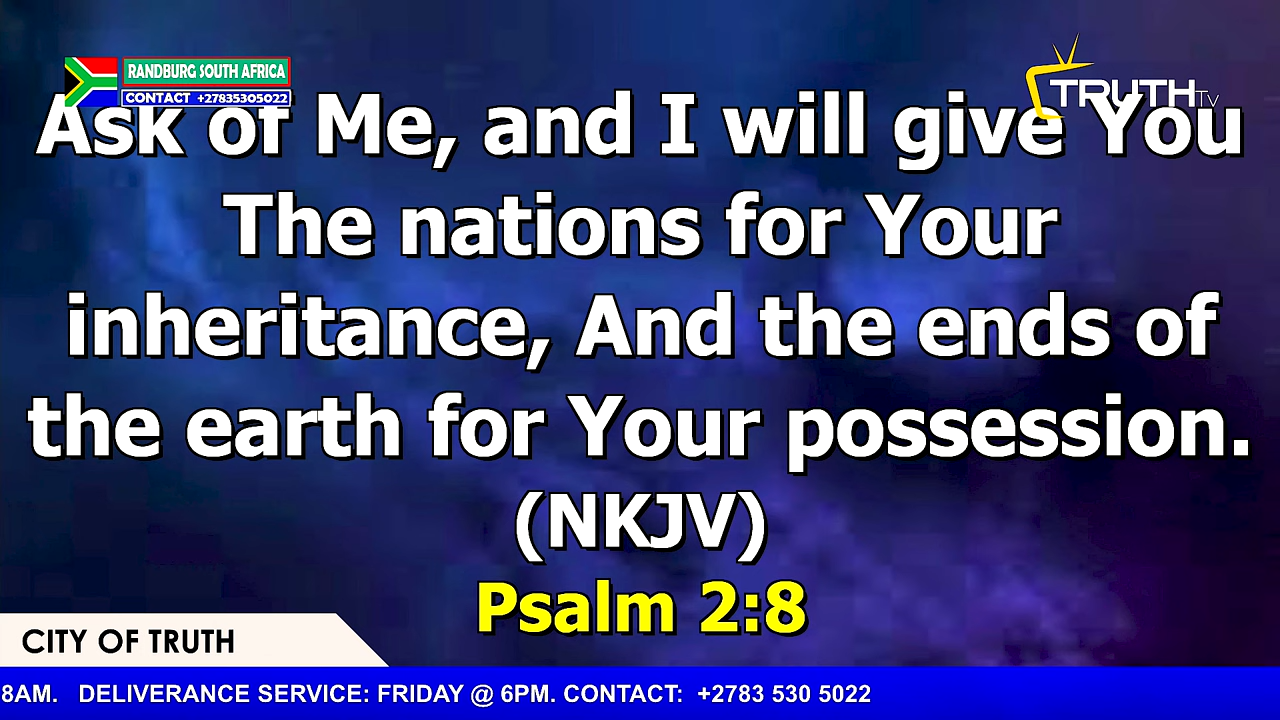 RANDBURG SOUTH AFRICA
CONTACT +27835305022
TRUTH TV
Ask of Me, and I will give You
The nations for Your
inheritance, And the ends of
the earth for Your possession.
(NKJV)
Psalm 2:8
CITY OF TRUTH
8AM. DELIVERANCE SERVICE: FRIDAY @ 6PM. CONTACT: +2783 530 5022